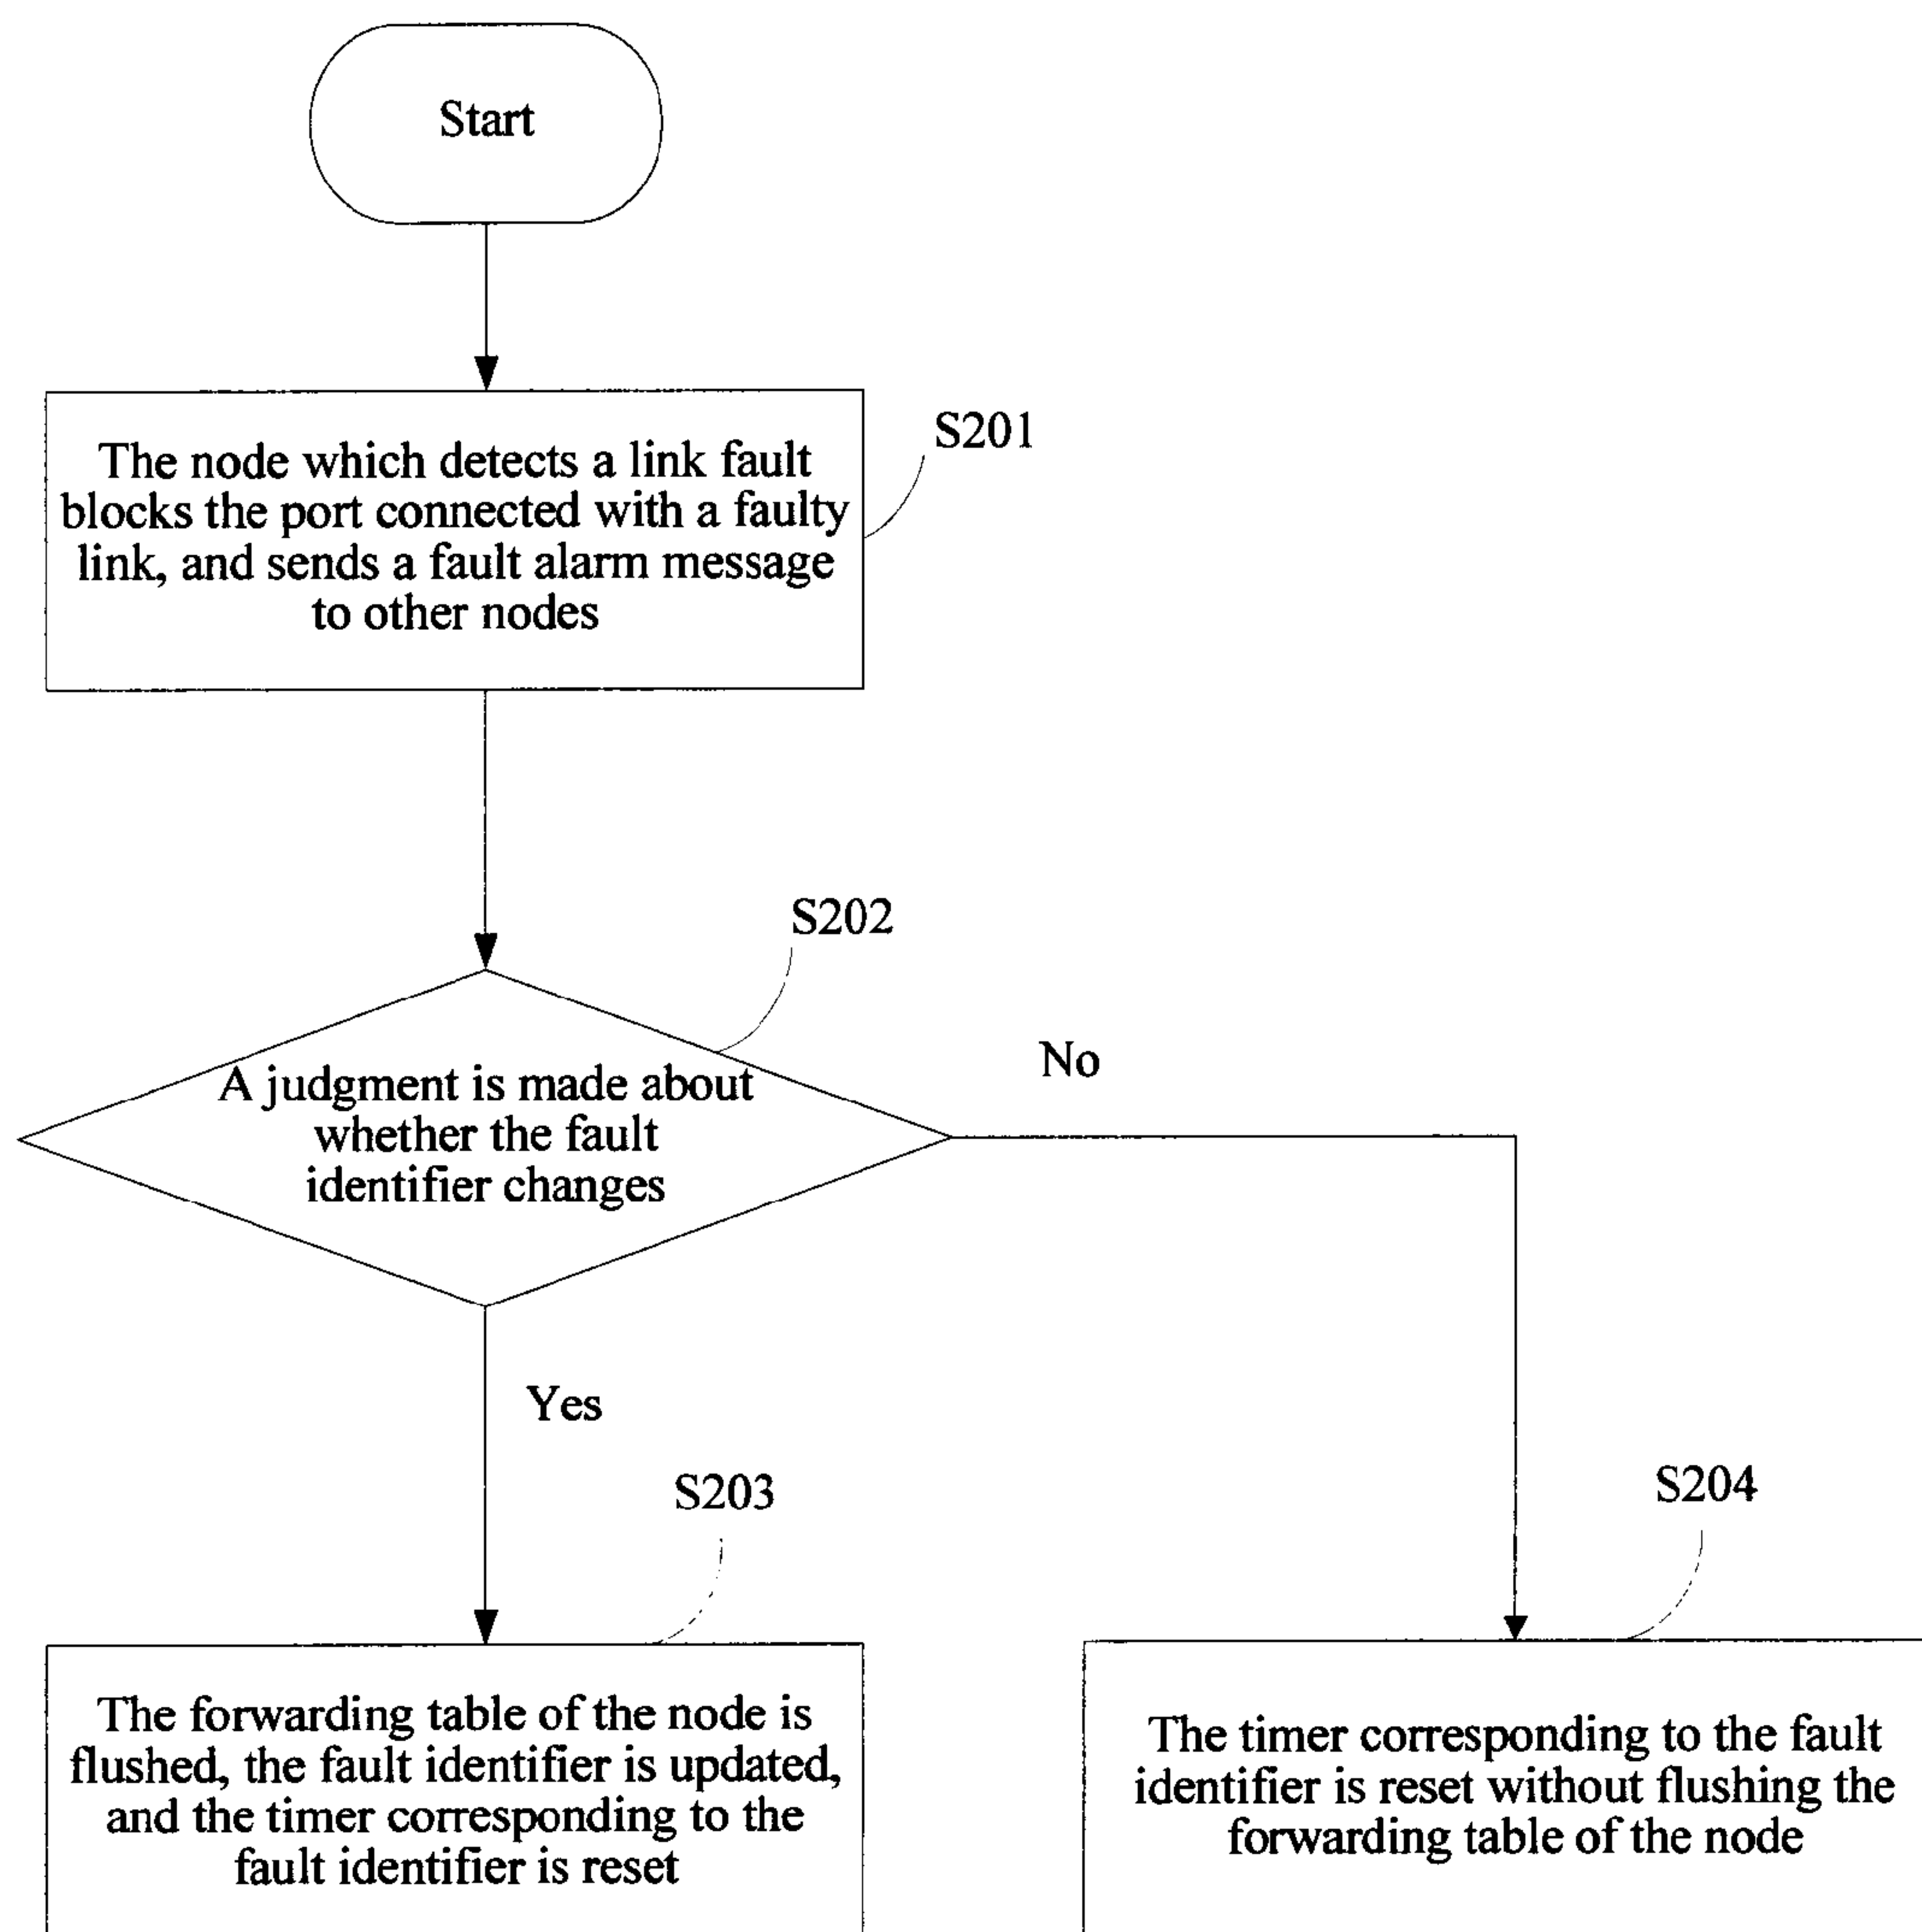 Start
S201
The node which detects a link fault
blocks the port connected with a faulty
link, and sends a fault alarm message
to other nodes
S202
A judgment is made about
whether the fault
identifier changes
No
Yes
S203
S204
The forwarding table of the node is
flushed, the fault identifier is updated,
and the timer corresponding to the
fault identifier is reset
The timer corresponding to the fault
identifier is reset without flushing the
forwarding table of the node